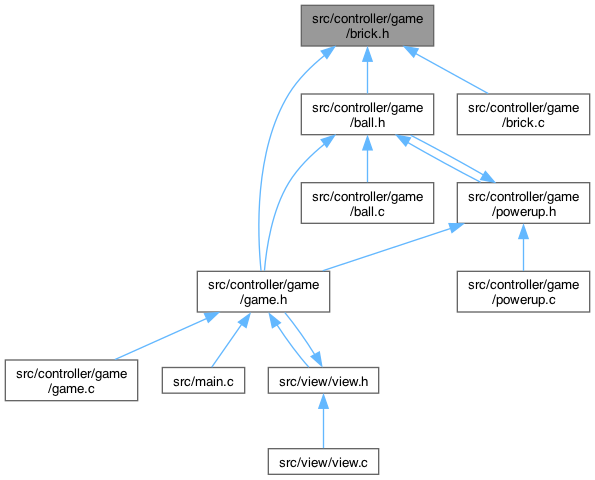 src/controller/game
/brick.h
src/controller/game
/ball.h
src/controller/game
/brick.c
src/controller/game
/ball.c
src/controller/game
/powerup.h
src/controller/game
/game.h
src/controller/game
/powerup.c
src/controller/game
/game.c
src/main.c
src/view/view.h
src/view/view.c